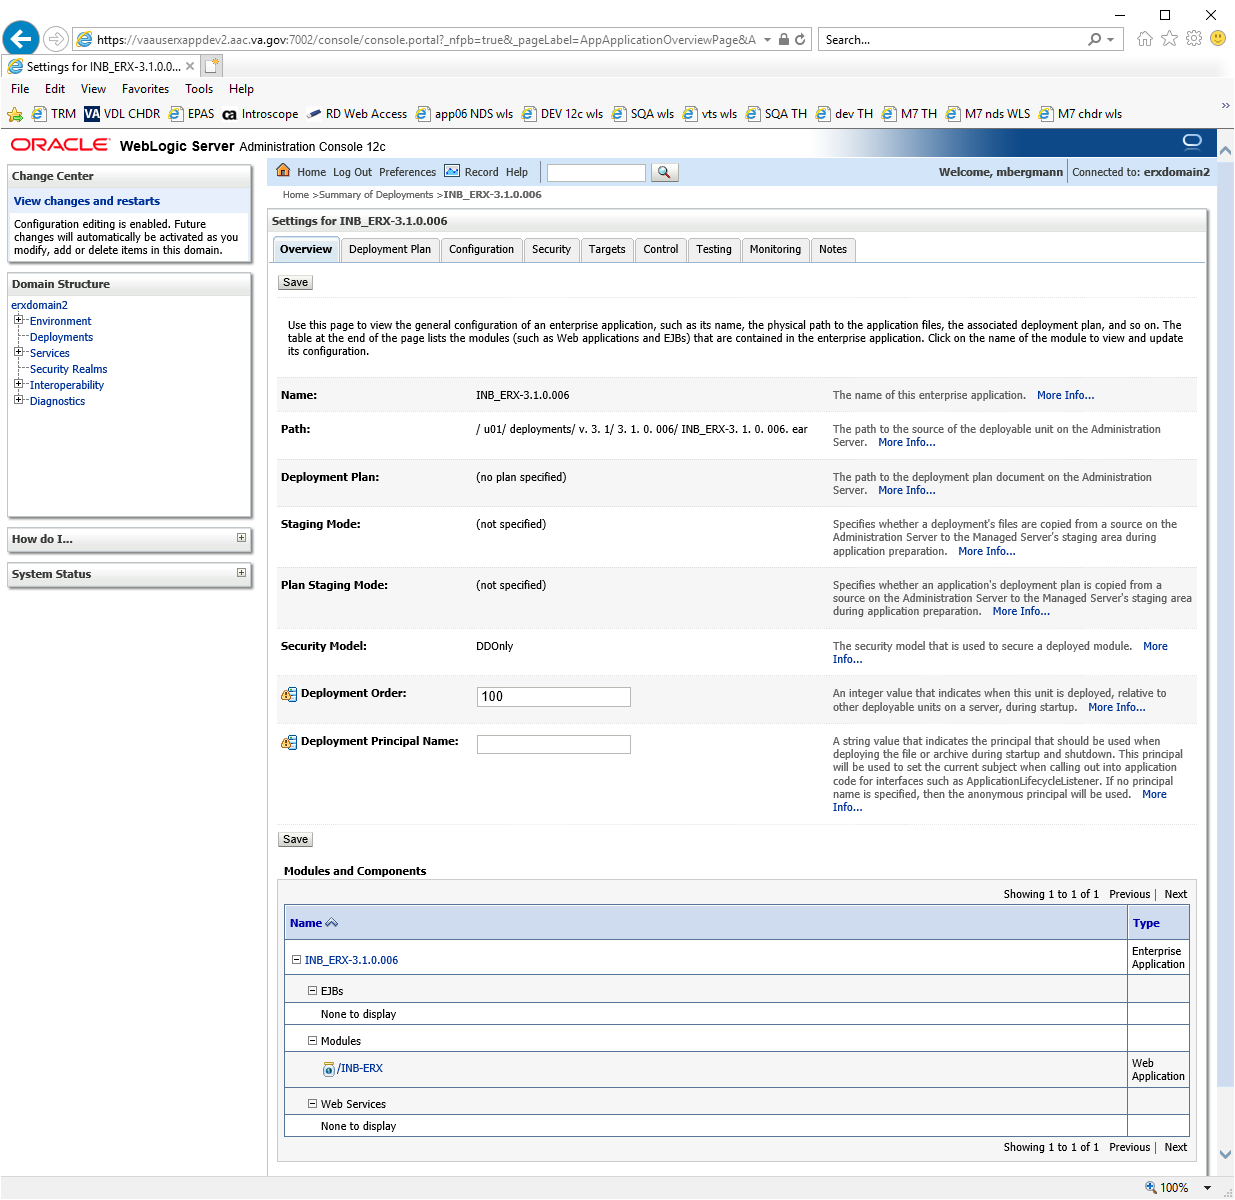 https://vaauserxappdev2.aac.va.gov:7002/console/console.portal?_nfpb=true&_pageLabel=AppApplicationOverviewPage&A
Search...
Settings for INB_ERX-3.1.0.0...
File Edit View Favorites Tools Help
TRM VA VDL CHDR EPAS ca Introscope RD Web Access app06 NDS wls DEV 12c wls SQA wls vts wls SQA TH dev TH M7 TH M7 nds WLS M7 chdr wls
ORACLE WebLogic Server Administration Console 12c
Change Center
View changes and restarts
Configuration editing is enabled. Future
changes will automatically be activated as you
modify, add or delete items in this domain.
Domain Structure
erxdomain2
Environment
Deployments
Services
Security Realms
Interoperability
Diagnostics
How do I...
System Status
Home Log Out Preferences Record Help
Welcome, mbergmann Connected to: erxdomain2
Home >Summary of Deployments >INB_ERX-3.1.0.006
Settings for INB_ERX-3.1.0.006
Overview Deployment Plan Configuration Security Targets Control Testing Monitoring Notes
Save
Use this page to view the general configuration of an enterprise application, such as its name, the physical path to the application files, the associated deployment plan, and so on. The
table at the end of the page lists the modules (such as Web applications and EJBs) that are contained in the enterprise application. Click on the name of the module to view and update
its configuration.
Name: INB_ERX-3.1.0.006 The name of this enterprise application. More Info...
Path: / u01/ deployments/ v. 3. 1/ 3. 1. 0. 006/ INB_ERX-3. 1. 0. 006. ear The path to the source of the deployable unit on the Administration
Server. More Info...
Deployment Plan: (no plan specified) The path to the deployment plan document on the Administration
Server. More Info...
Staging Mode: (not specified) Specifies whether a deployment's files are copied from a source on the
Administration Server to the Managed Server's staging area during
application preparation. More Info...
Plan Staging Mode: (not specified) Specifies whether an application's deployment plan is copied from a
source on the Administration Server to the Managed Server's staging area
during application preparation. More Info...
Security Model: DDOnly The security model that is used to secure a deployed module. More
Info...
Deployment Order: 100 An integer value that indicates when this unit is deployed, relative to
other deployable units on a server, during startup. More Info...
Deployment Principal Name: A string value that indicates the principal that should be used when
deploying the file or archive during startup and shutdown. This principal
will be used to set the current subject when calling out into application
code for interfaces such as ApplicationLifecycleListener. If no principal
name is specified, then the anonymous principal will be used. More
Info...
Save
Modules and Components
Showing 1 to 1 of 1 Previous | Next
Name Type
INB_ERX-3.1.0.006 Enterprise
Application
EJBs
None to display
Modules
/INB-ERX Web
Application
Web Services
None to display
Showing 1 to 1 of 1 Previous | Next
100%